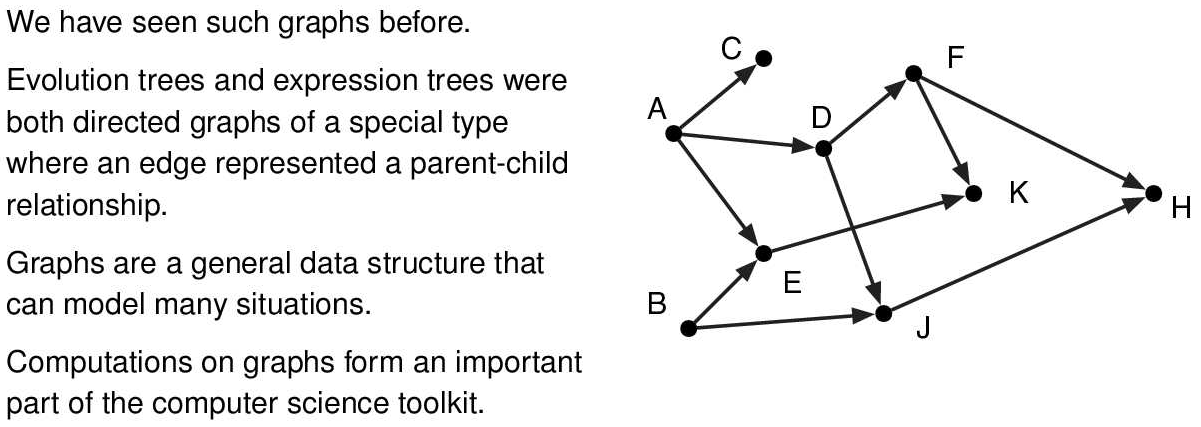 We have seen such graphs before.
Evolution trees and expression trees were
both directed graphs of a special type
where an edge represented a parent-child
relationship.
Graphs are a general data structure that
can model many situations.
Computations on graphs form an important
part of the computer science toolkit.
C
F
A
D
K
H
E
B
J